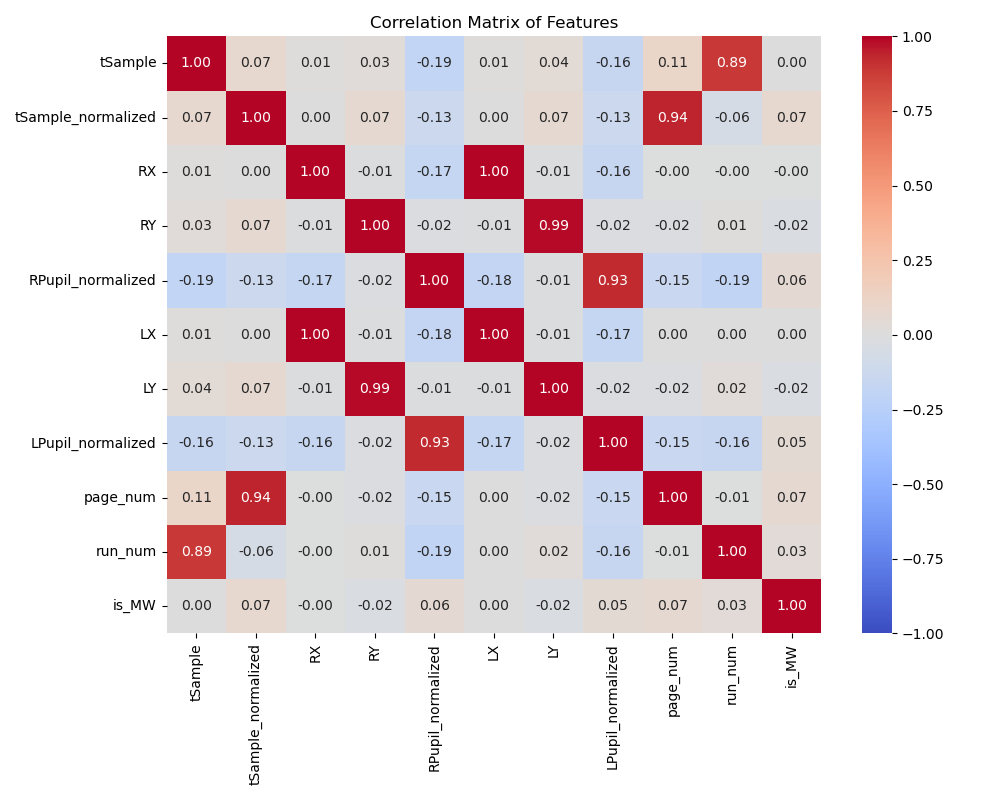 Correlation Matrix of Features
tSample 1.00 0.07 0.01 0.03 -0.19 0.01 0.04 -0.16 0.11 0.89 0.00
tSample_normalized 0.07 1.00 0.00 0.07 -0.13 0.00 0.07 -0.13 0.94 -0.06 0.07
RX 0.01 0.00 1.00 -0.01 -0.17 1.00 -0.01 -0.16 -0.00 -0.00 -0.00
RY 0.03 0.07 -0.01 1.00 -0.02 -0.01 0.99 -0.02 -0.02 0.01 -0.02
RPupil_normalized -0.19 -0.13 -0.17 -0.02 1.00 -0.18 -0.01 0.93 -0.15 -0.19 0.06
LX 0.01 0.00 1.00 -0.01 -0.18 1.00 -0.01 -0.17 0.00 0.00 0.00
LY 0.04 0.07 -0.01 0.99 -0.01 -0.01 1.00 -0.02 -0.02 0.02 -0.02
LPupil_normalized -0.16 -0.13 -0.16 -0.02 0.93 -0.17 -0.02 1.00 -0.15 -0.16 0.05
page_num 0.11 0.94 -0.00 -0.02 -0.15 0.00 -0.02 -0.15 1.00 -0.01 0.07
run_num 0.89 -0.06 -0.00 0.01 -0.19 0.00 0.02 -0.16 -0.01 1.00 0.03
is_MW 0.00 0.07 -0.00 -0.02 0.06 0.00 -0.02 0.05 0.07 0.03 1.00
tSample
tSample_normalized
RX
RY
RPupil_normalized
LX
LY
LPupil_normalized
page_num
run_num
is_MW
1.00
0.75
0.50
0.25
0.00
−0.25
−0.50
−0.75
−1.00